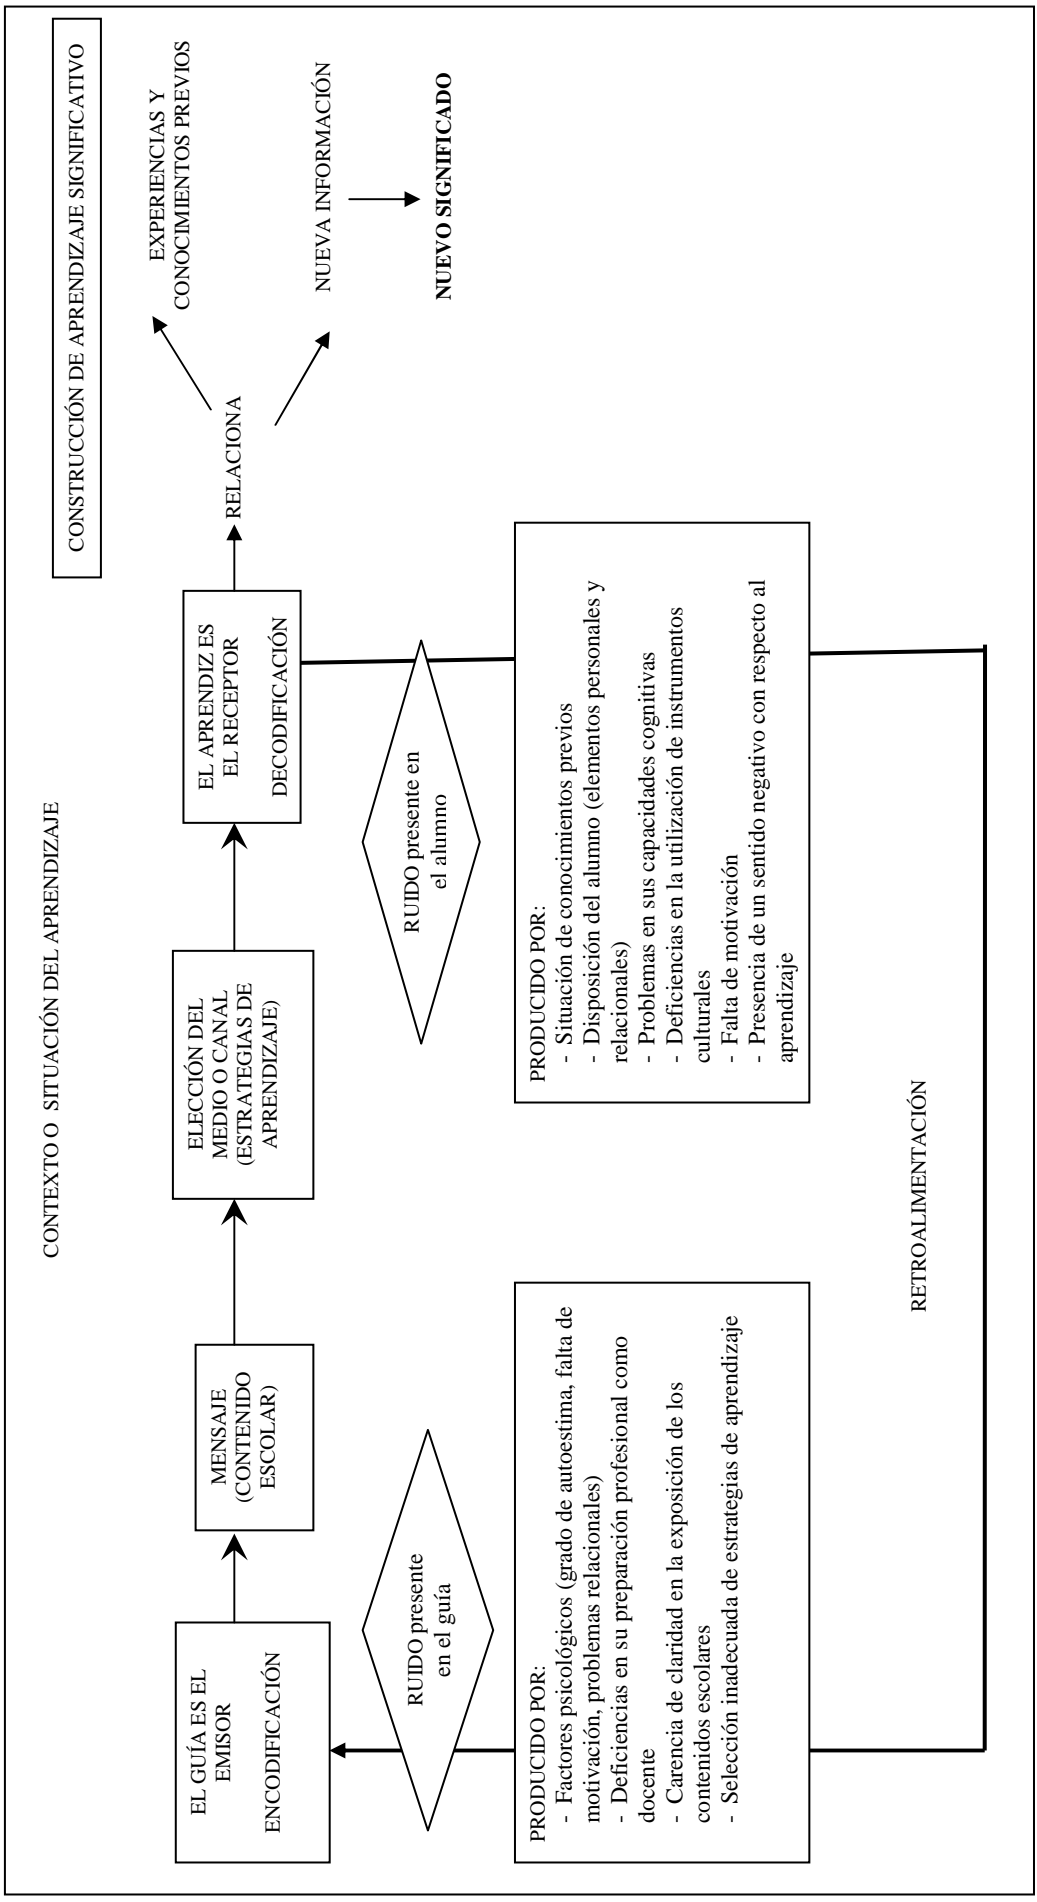 CONTEXTO O SITUACIÓN DEL APRENDIZAJE
CONSTRUCCIÓN DE APRENDIZAJE SIGNIFICATIVO
EL GUÍA ES EL
EMISOR
ENCODIFICACIÓN
MENSAJE
(CONTENIDO
ESCOLAR)
ELECCIÓN DEL
MEDIO O CANAL
(ESTRATEGIAS DE
APRENDIZAJE)
EL APRENDIZ ES
EL RECEPTOR
DECODIFICACIÓN
RELACIONA
EXPERIENCIAS Y
CONOCIMIENTOS PREVIOS
NUEVA INFORMACIÓN
NUEVO SIGNIFICADO
RUIDO presente
en el guía
RUIDO presente en
el alumno
PRODUCIDO POR:
- Factores psicológicos (grado de autoestima, falta de
motivación, problemas relacionales)
- Deficiencias en su preparación profesional como
docente
- Carencia de claridad en la exposición de los
contenidos escolares
- Selección inadecuada de estrategias de aprendizaje
PRODUCIDO POR:
- Situación de conocimientos previos
- Disposición del alumno (elementos personales y
relacionales)
- Problemas en sus capacidades cognitivas
- Deficiencias en la utilización de instrumentos
culturales
- Falta de motivación
- Presencia de un sentido negativo con respecto al
aprendizaje
RETROALIMENTACIÓN